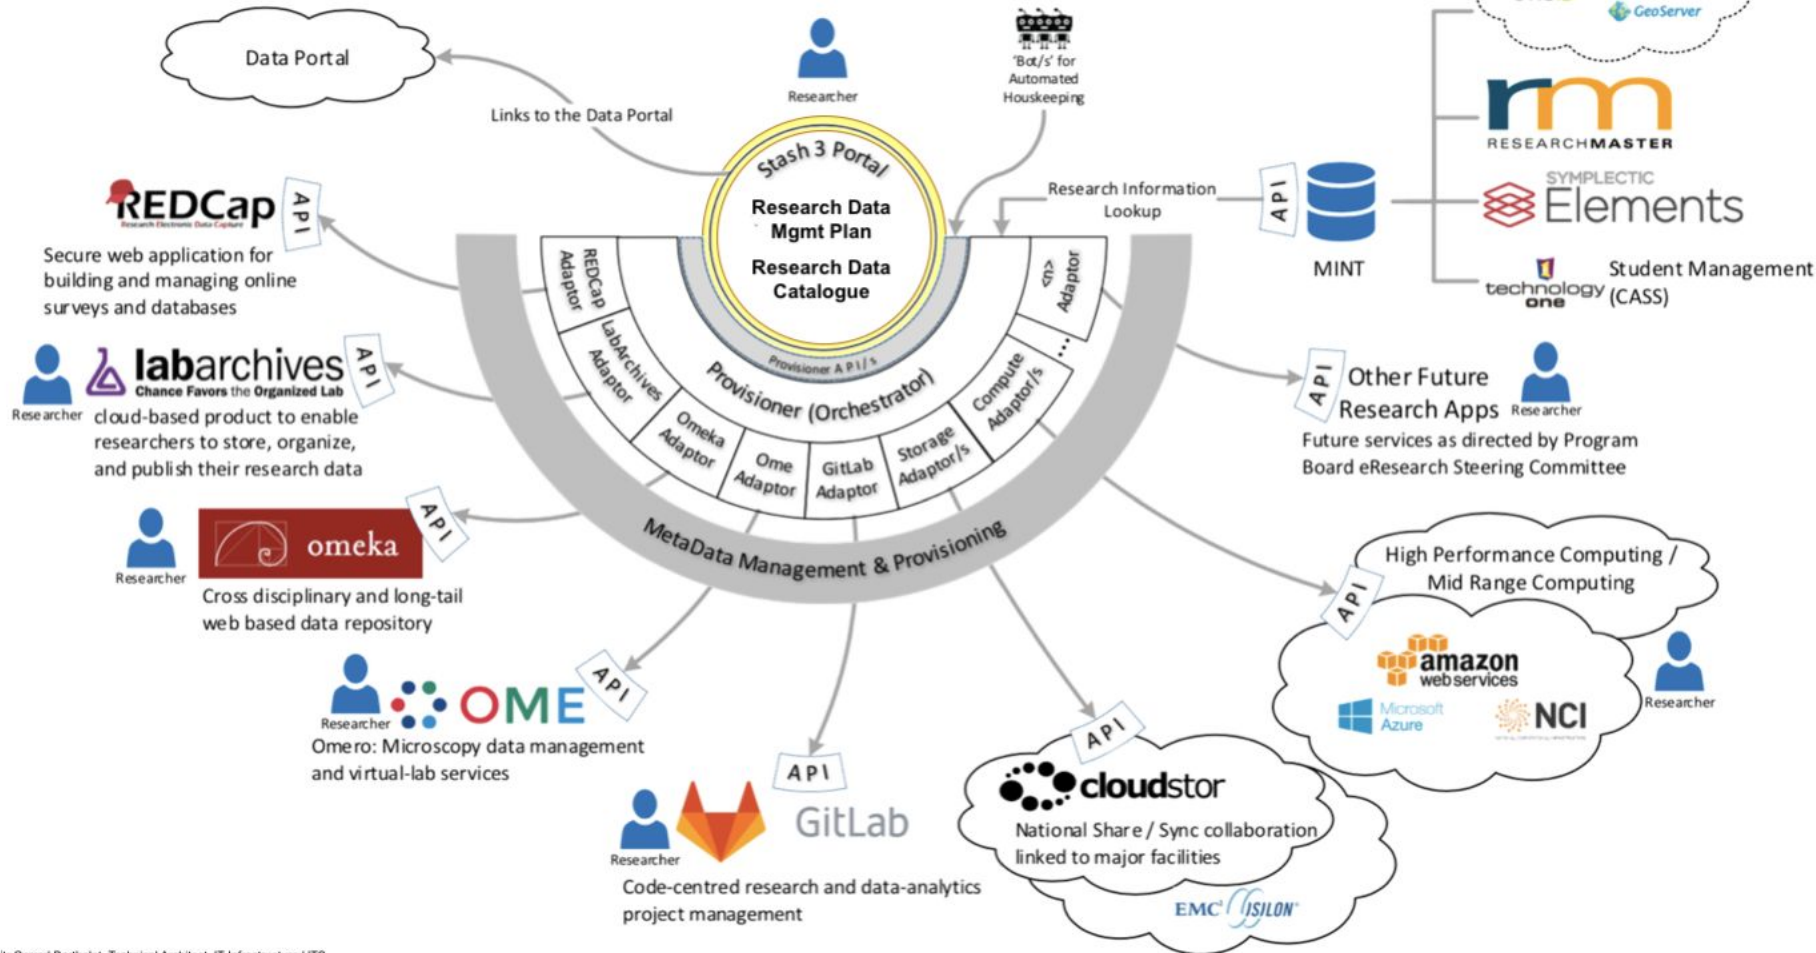 Data Portal
Links to the Data Portal
Researcher
'Bot/s' for
Automated
Houskeeping
GeoServer
rm
RESEARCHMASTER
SYMPLECTIC
Elements
technology
one
Student Management
(CASS)
API
MINT
Research Information
Lookup
Stash 3 Portal
Research Data
Mgmt Plan
Research Data
Catalogue
Provisioner API/s
Provisioner (Orchestrator)
REDCap
Adaptor
LabArchives
Adaptor
Omeka
Adaptor
Ome
Adaptor
GitLab
Adaptor
Storage
Adaptor/s
Compute
Adaptor/s
...
<n>
Adaptor
MetaData Management & Provisioning
REDCap
Research Electronic Data Capture
API
Secure web application for
building and managing online
surveys and databases
Researcher
labarchives
Chance Favors the Organized Lab
API
cloud-based product to enable
researchers to store, organize,
and publish their research data
Researcher
omeka
API
Cross disciplinary and long-tail
web based data repository
Researcher
OME
API
Omero: Microscopy data management
and virtual-lab services
Researcher
API
GitLab
Code-centred research and data-analytics
project management
API
cloudstor
National Share / Sync collaboration
linked to major facilities
EMC² ISILON
API
Other Future
Research Apps
Researcher
Future services as directed by Program
Board eResearch Steering Committee
High Performance Computing /
Mid Range Computing
API
amazon
webservices
Microsoft
Azure
NCI
Researcher